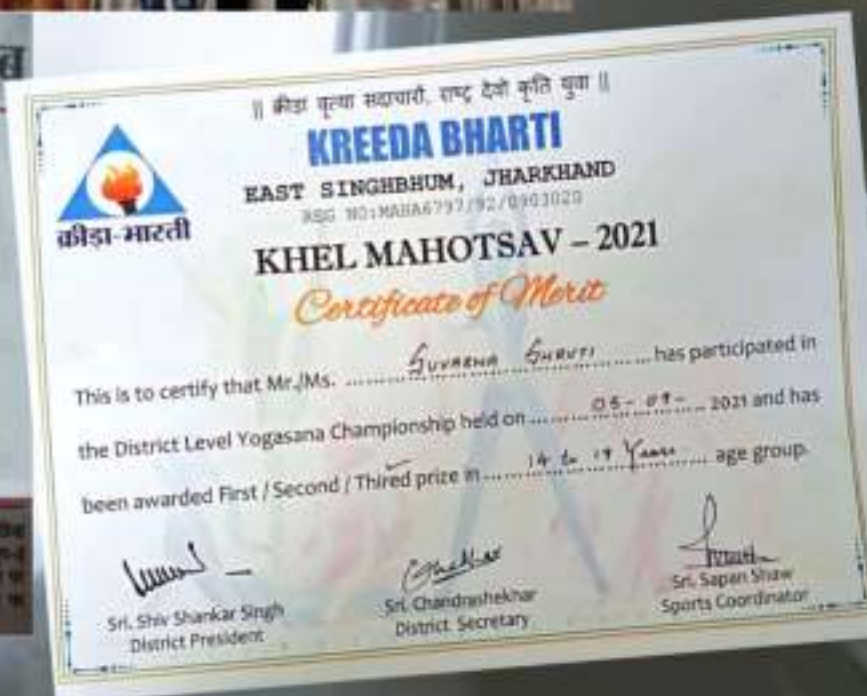 || क्रीड़ा वृत्या सदाचारी, राष्ट्र देवो कृति युवा ||
KREEDA BHARTI
क्रीड़ा-भारती
EAST SINGHBHUM, JHARKHAND
KHEL MAHOTSAV – 2021
Certificate of Merit
This is to certify that Mr./Ms. SUVARNA SHRUTI has participated in
the District Level Yogasana Championship held on 05-09- 2021 and has
been awarded First / Second / Thired prize in 14 to 17 Years age group.
Sri. Shiv Shankar Singh
District President
Sri. Chandrashekhar
District Secretary
Sri. Sapan Shaw
Sports Coordinator